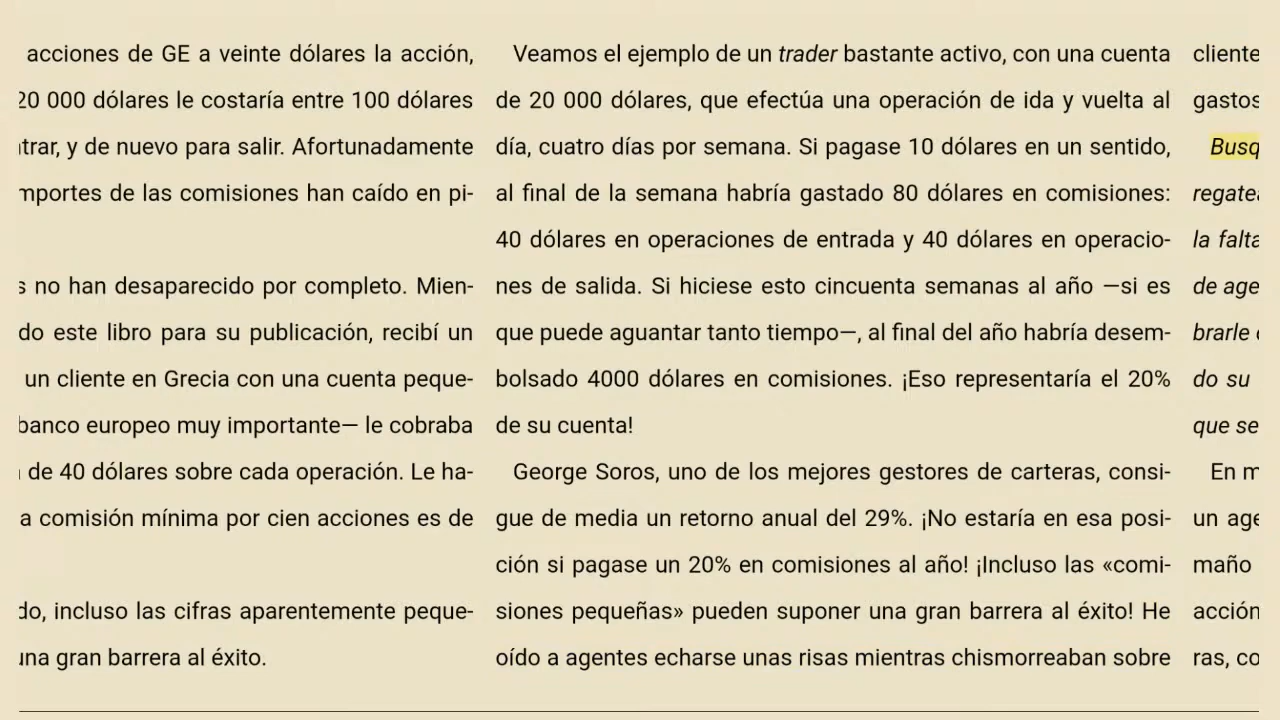 acciones de GE a veinte dólares la acción,
20 000 dólares le costaría entre 100 dólares
y de nuevo para salir. Afortunadamente
de las comisiones han caído en pi-
no han desaparecido por completo. Mien-
este libro para su publicación, recibí un
un cliente en Grecia con una cuenta peque-
banco europeo muy importante— le cobraba
de 40 dólares sobre cada operación. Le ha-
a comisión mínima por cien acciones es de
incluso las cifras aparentemente peque-
una gran barrera al éxito.
Veamos el ejemplo de un trader bastante activo, con una cuenta
de 20 000 dólares, que efectúa una operación de ida y vuelta al
día, cuatro días por semana. Si pagase 10 dólares en un sentido,
al final de la semana habría gastado 80 dólares en comisiones:
40 dólares en operaciones de entrada y 40 dólares en operacio-
nes de salida. Si hiciese esto cincuenta semanas al año —si es
que puede aguantar tanto tiempo—, al final del año habría desem-
bolsado 4000 dólares en comisiones. ¡Eso representaría el 20%
de su cuenta!
George Soros, uno de los mejores gestores de carteras, consi-
gue de media un retorno anual del 29%. ¡No estaría en esa posi-
ción si pagase un 20% en comisiones al año! ¡Incluso las «comi-
siones pequeñas» pueden suponer una gran barrera al éxito! He
oído a agentes echarse unas risas mientras chismorreaban sobre
cliente
gastos
Busq
regate
la falta
de age
brarle
do su
que se
En m
un age
maño
acción
ras, co